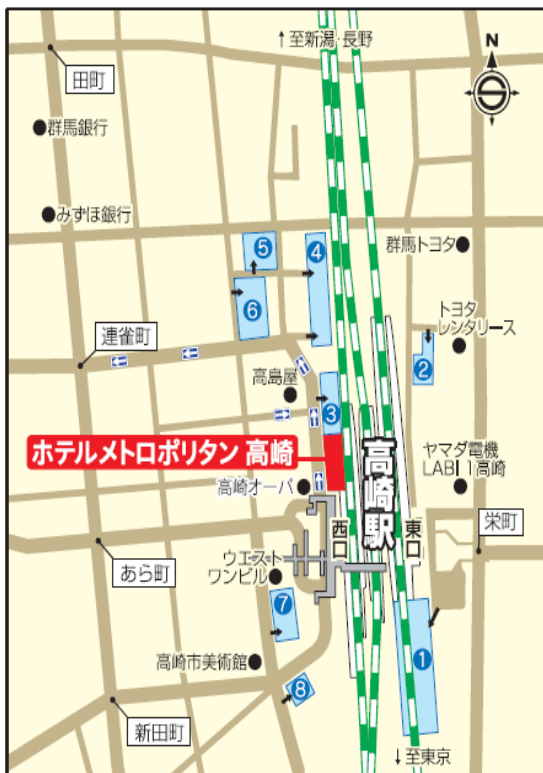 ↑至新潟・長野
N
田町
●群馬銀行
●みずほ銀行
群馬トヨタ●
⑤
④
⑥
トヨタ
レンタリース
連雀町
②
高島屋
③
ホテルメトロポリタン 高崎
高崎駅
ヤマダ電機
LABI 1高崎
高崎オーパ
西口
東口
栄町
あら町
ウエスト
ワンビル
⑦
高崎市美術館
①
⑧
新田町
↓至東京